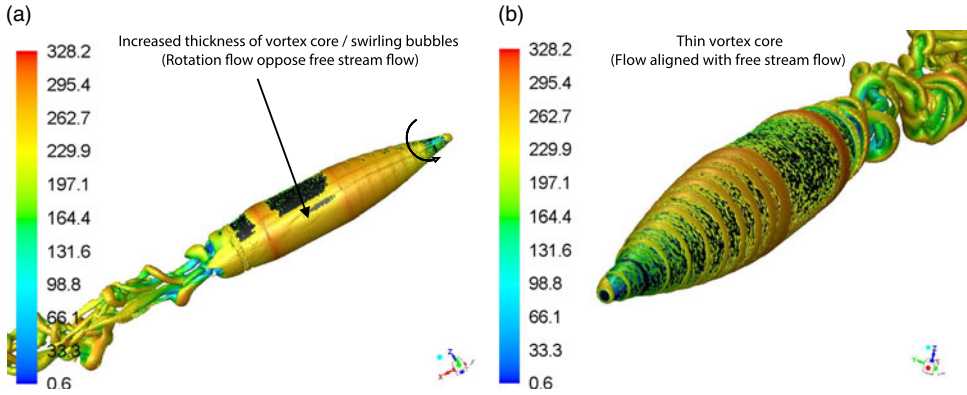 (a)
Increased thickness of vortex core / swirling bubbles
(Rotation flow oppose free stream flow)
328.2
295.4
262.7
229.9
197.1
164.4
131.6
98.8
66.1
33.3
0.6
Z
X
(b)
Thin vortex core
(Flow aligned with free stream flow)
328.2
295.4
262.7
229.9
197.1
164.4
131.6
98.8
66.1
33.3
0.6
Z
Y